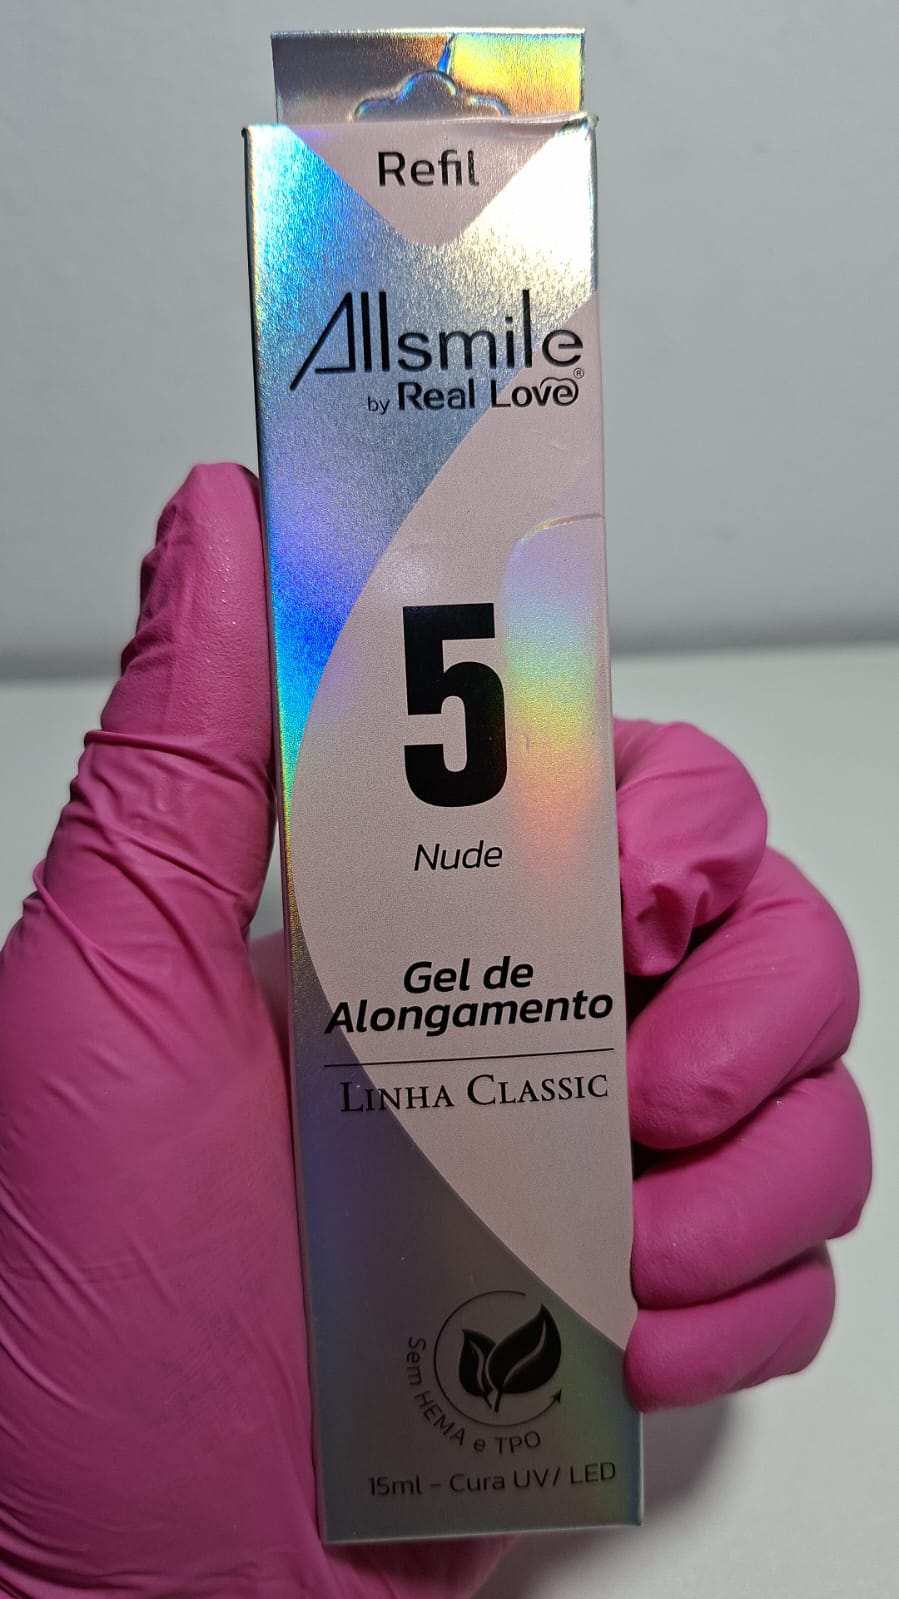 Refil
Allsmile
by Real Love®
5
Nude
Gel de
Alongamento
LINHA CLASSIC
Sem HEMA e TPO
15ml - Cura UV/ LED